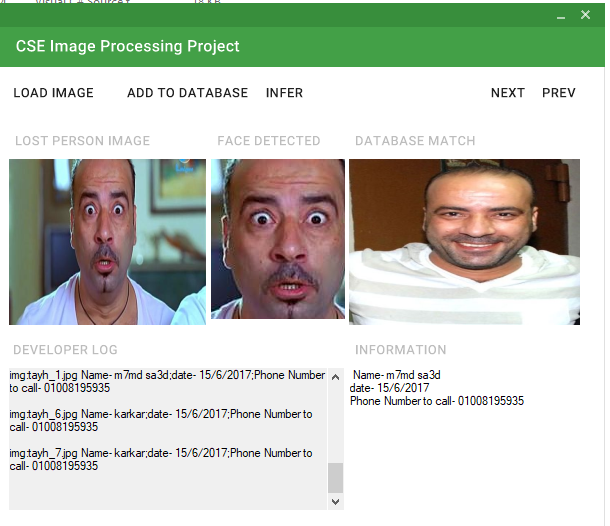 CSE Image Processing Project
LOAD IMAGE ADD TO DATABASE INFER NEXT PREV
LOST PERSON IMAGE FACE DETECTED DATABASE MATCH
DEVELOPER LOG INFORMATION
img:tayh_1.jpg Name- m7md sa3d;date- 15/6/2017;Phone Number
to call- 01008195935
img:tayh_6.jpg Name- karkar;date- 15/6/2017;Phone Number to
call- 01008195935
img:tayh_7.jpg Name- karkar;date- 15/6/2017;Phone Number to
call- 01008195935
Name- m7md sa3d
date- 15/6/2017
Phone Number to call- 01008195935